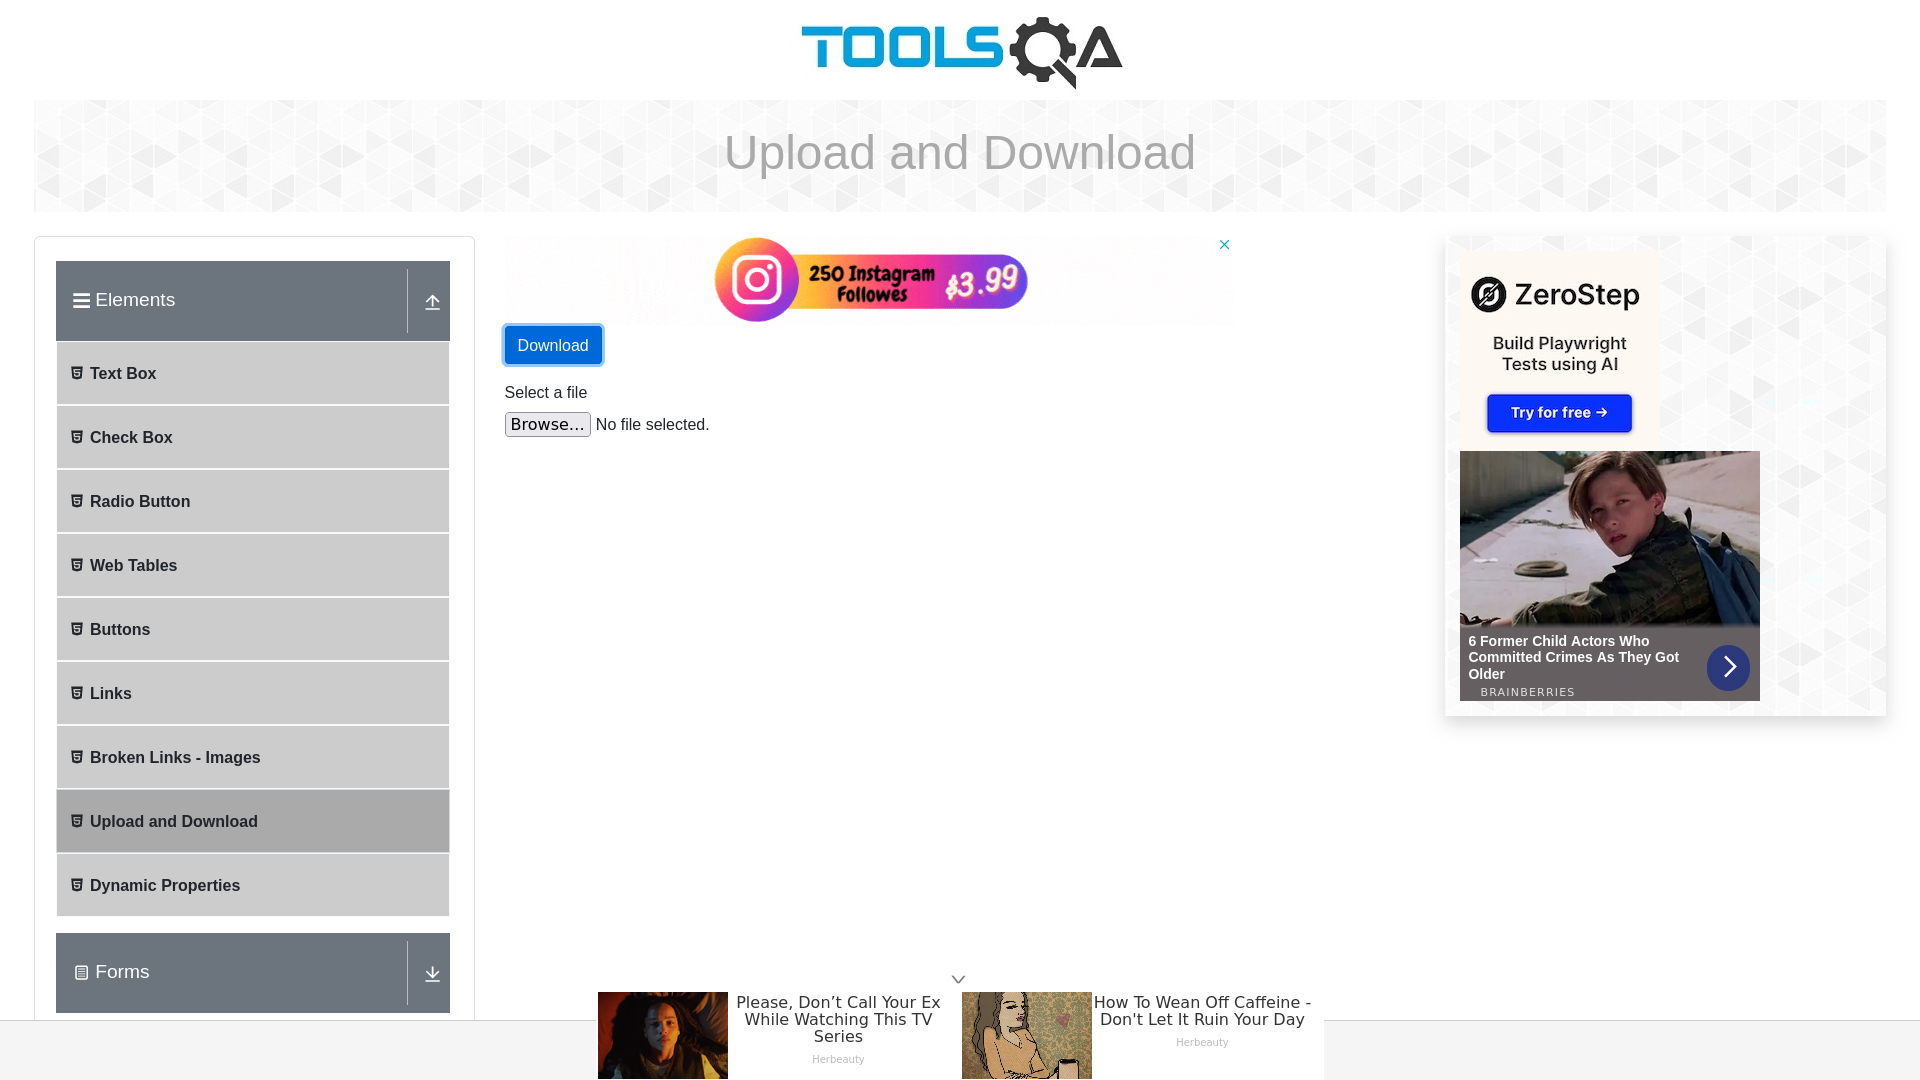 TOOLSQA
Upload and Download
Elements
Text Box
Check Box
Radio Button
Web Tables
Buttons
Links
Broken Links - Images
Upload and Download
Dynamic Properties
Forms
250 Instagram
Followes
$3.99
Download
Select a file
Browse...
No file selected.
ZeroStep
Build Playwright
Tests using AI
Try for free →
6 Former Child Actors Who
Committed Crimes As They Got
Older
BRAINBERRIES
Please, Don’t Call Your Ex
While Watching This TV
Series
Herbeauty
How To Wean Off Caffeine -
Don't Let It Ruin Your Day
Herbeauty